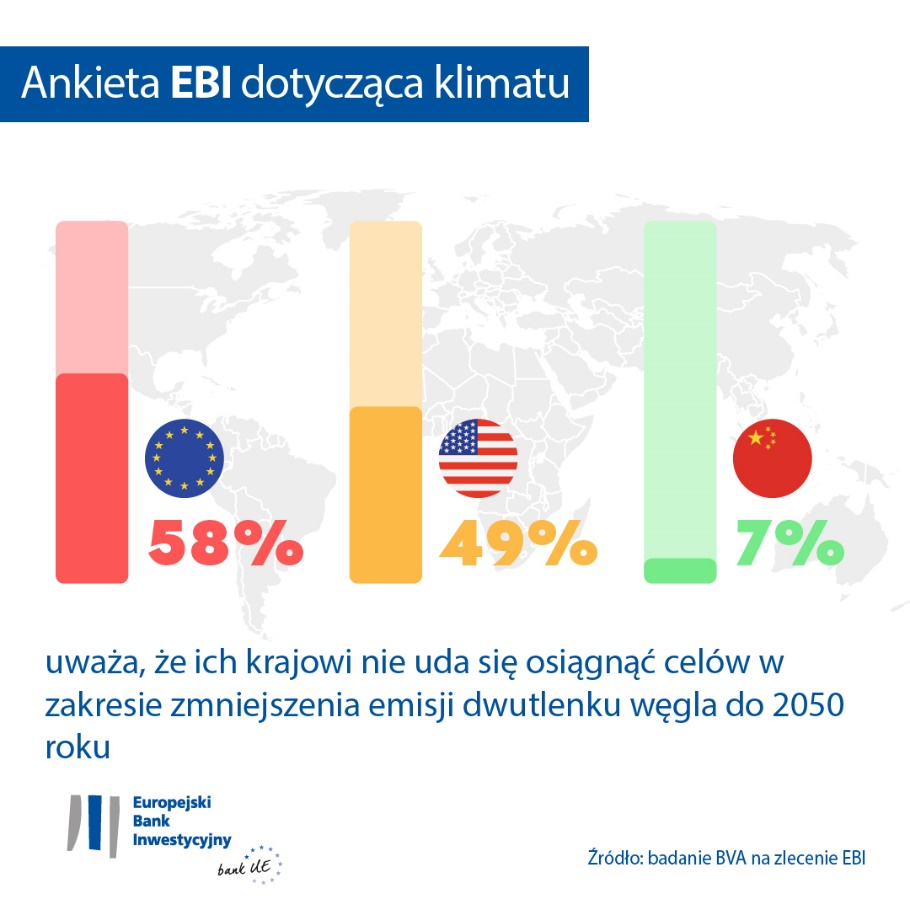 Ankieta EBI dotycząca klimatu
58%
49%
7%
uważa, że ich krajowi nie uda się osiągnąć celów w
zakresie zmniejszenia emisji dwutlenku węgla do 2050
roku
Europejski
Bank
Inwestycyjny
bank UE
Źródło: badanie BVA na zlecenie EBI